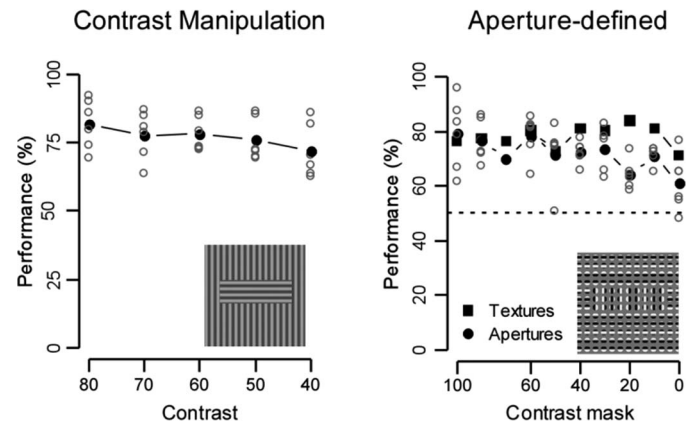 Contrast Manipulation
Performance (%)
100
75
50
25
0
80 70 60 50 40
Contrast
Aperture-defined
Performance (%)
100
80
60
40
20
0
Textures
Apertures
100 60 40 20 0
Contrast mask